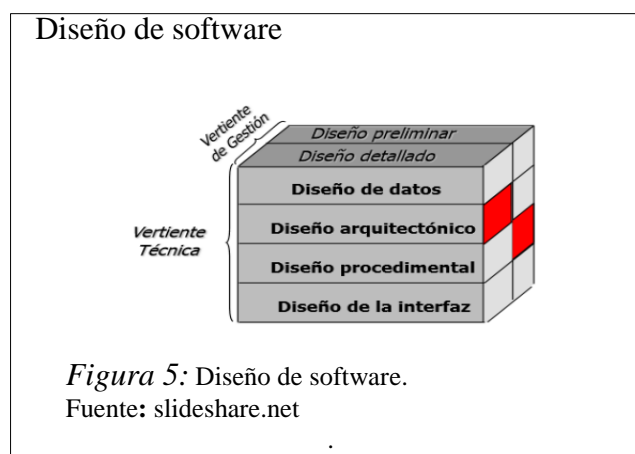 Diseño de software
Vertiente
de Gestión
Diseño preliminar
Diseño detallado
Diseño de datos
Vertiente
Técnica
Diseño arquitectónico
Diseño procedimental
Diseño de la interfaz
Figura 5: Diseño de software.
Fuente: slideshare.net
.